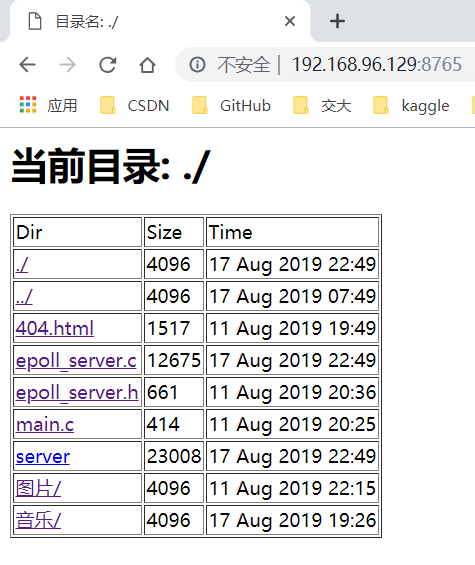 目录名: ./
不安全 | 192.168.96.129:8765
应用 CSDN GitHub 交大 kaggle
当前目录: ./
Dir Size Time
./ 4096 17 Aug 2019 22:49
../ 4096 17 Aug 2019 07:49
404.html 1517 11 Aug 2019 19:49
epoll_server.c 12675 17 Aug 2019 22:49
epoll_server.h 661 11 Aug 2019 20:36
main.c 414 11 Aug 2019 20:25
server 23008 17 Aug 2019 22:49
图片/ 4096 11 Aug 2019 22:15
音乐/ 4096 17 Aug 2019 19:26